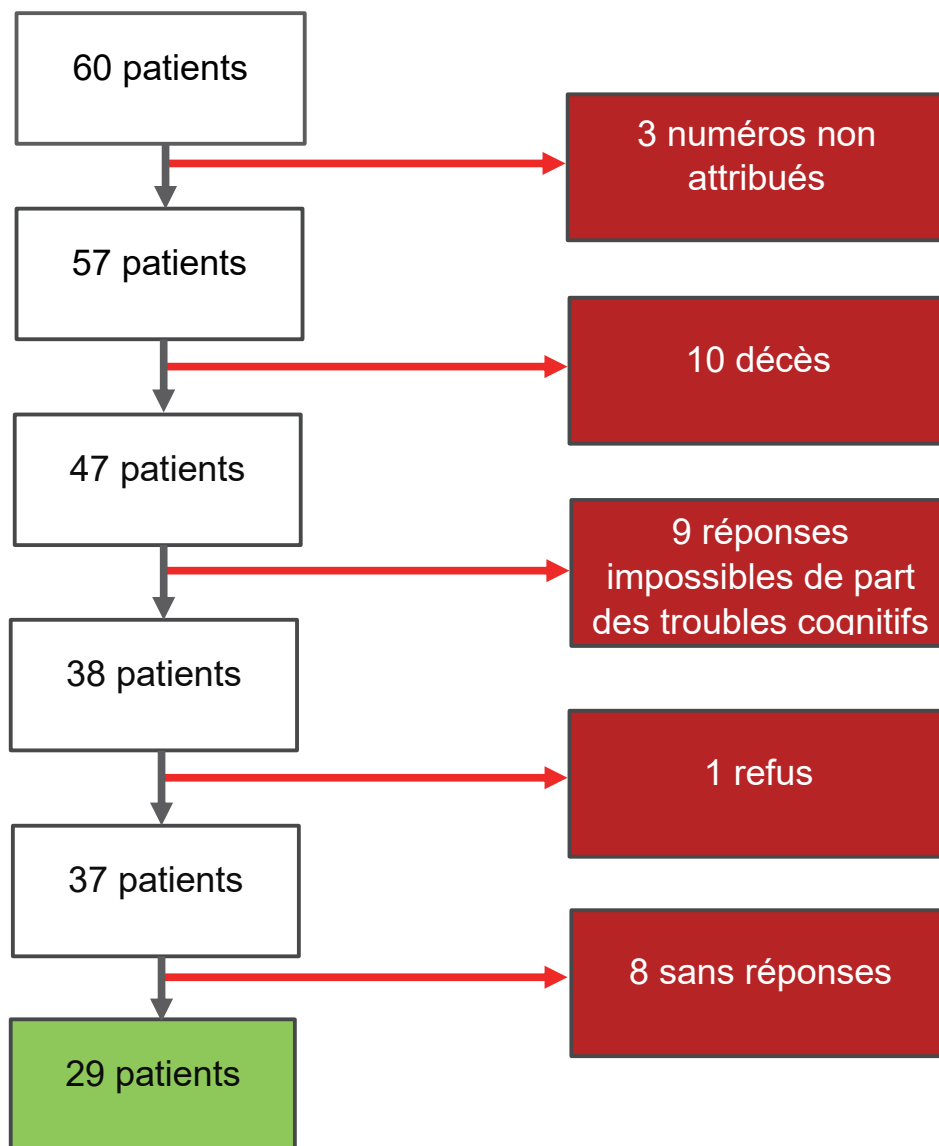 60 patients
3 numéros non
attribués
57 patients
10 décès
47 patients
9 réponses
impossibles de part
des troubles cognitifs
38 patients
1 refus
37 patients
8 sans réponses
29 patients